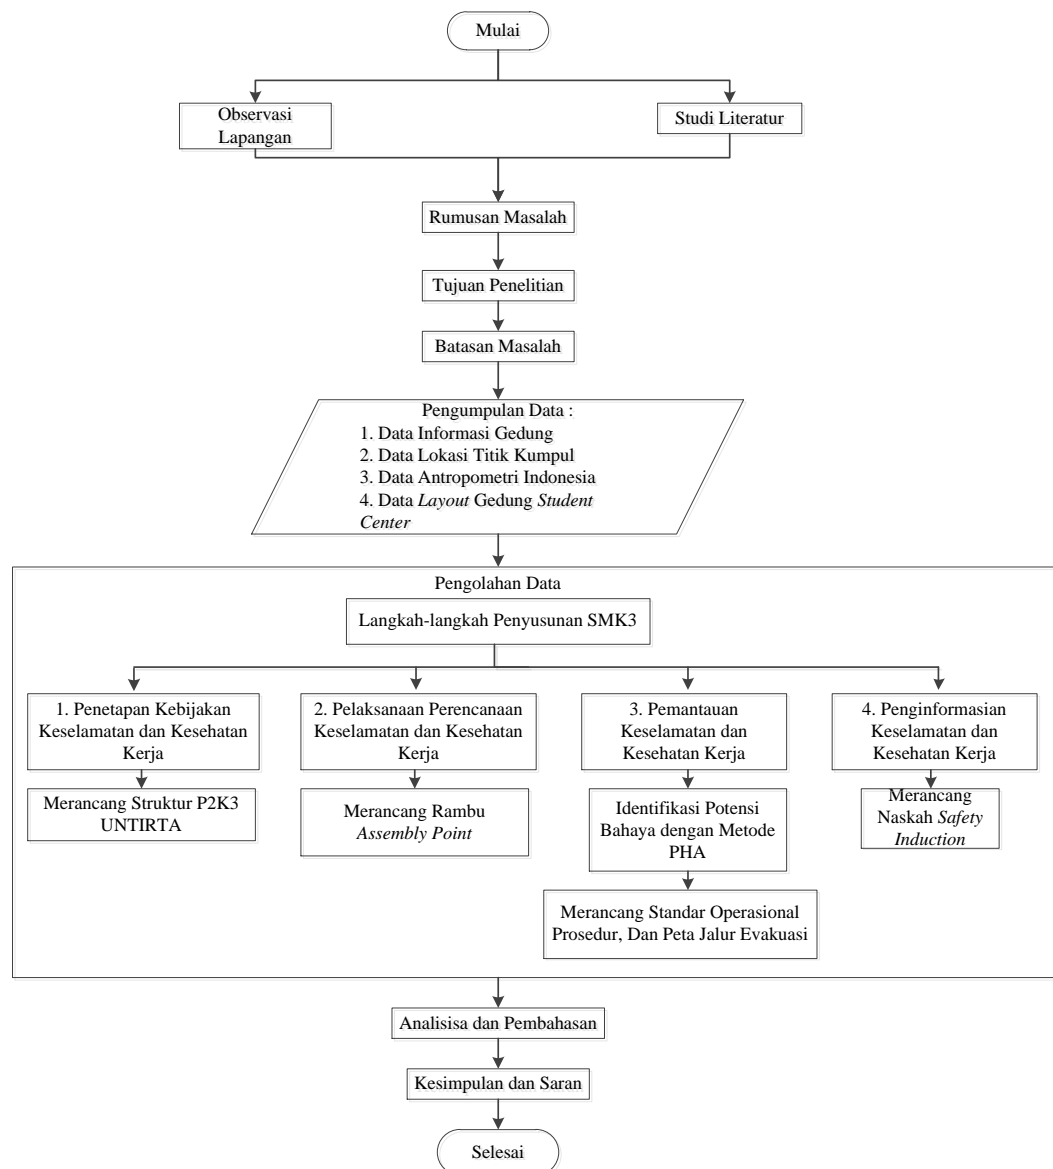 Mulai
Observasi
Lapangan
Studi Literatur
Rumusan Masalah
Tujuan Penelitian
Batasan Masalah
Pengumpulan Data :
1. Data Informasi Gedung
2. Data Lokasi Titik Kumpul
3. Data Antropometri Indonesia
4. Data Layout Gedung Student
Center
Pengolahan Data
Langkah-langkah Penyusunan SMK3
1. Penetapan Kebijakan
Keselamatan dan Kesehatan
Kerja
2. Pelaksanaan Perencanaan
Keselamatan dan Kesehatan
Kerja
3. Pemantauan
Keselamatan dan
Kesehatan Kerja
4. Penginformasian
Keselamatan dan
Kesehatan Kerja
Merancang Struktur P2K3
UNTIRTA
Merancang Rambu
Assembly Point
Identifikasi Potensi
Bahaya dengan Metode
PHA
Merancang
Naskah Safety
Induction
Merancang Standar Operasional
Prosedur, Dan Peta Jalur Evakuasi
Analisisa dan Pembahasan
Kesimpulan dan Saran
Selesai